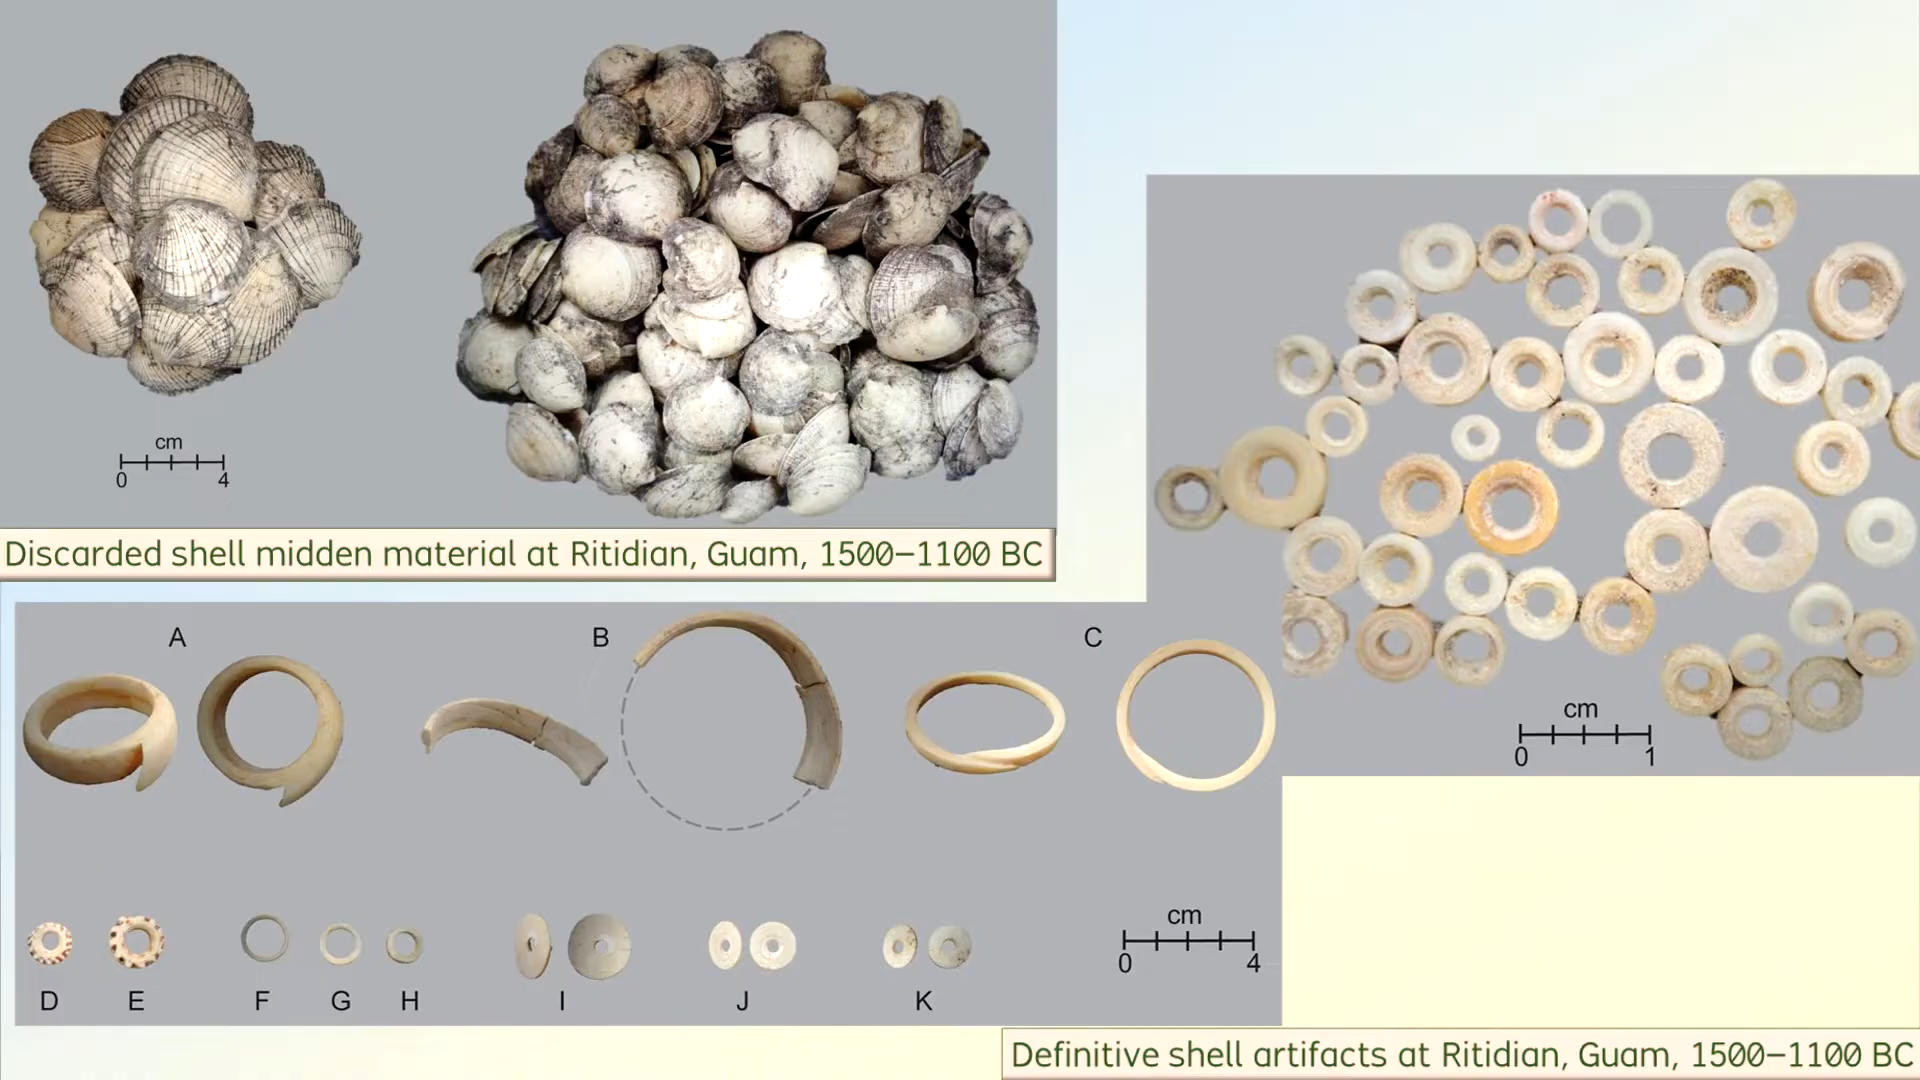 cm
0 4
Discarded shell midden material at Ritidian, Guam, 1500–1100 BC
A B C
cm
0 1
cm
0 4
D E F G H I J K
Definitive shell artifacts at Ritidian, Guam, 1500–1100 BC